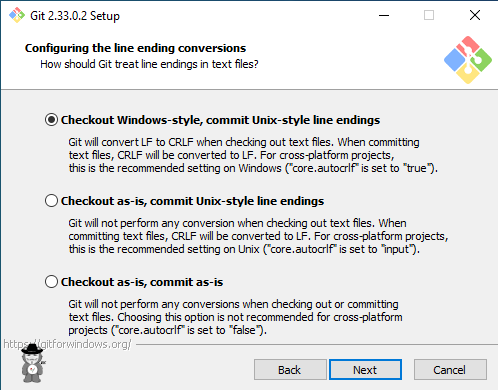 Git 2.33.0.2 Setup
Configuring the line ending conversions
How should Git treat line endings in text files?
Checkout Windows-style, commit Unix-style line endings
Git will convert LF to CRLF when checking out text files. When committing
text files, CRLF will be converted to LF. For cross-platform projects,
this is the recommended setting on Windows ("core.autocrlf" is set to "true").
Checkout as-is, commit Unix-style line endings
Git will not perform any conversion when checking out text files. When
committing text files, CRLF will be converted to LF. For cross-platform projects,
this is the recommended setting on Unix ("core.autocrlf" is set to "input").
Checkout as-is, commit as-is
Git will not perform any conversions when checking out or committing
text files. Choosing this option is not recommended for cross-platform
projects ("core.autocrlf" is set to "false").
https://gitforwindows.org/
Back
Next
Cancel